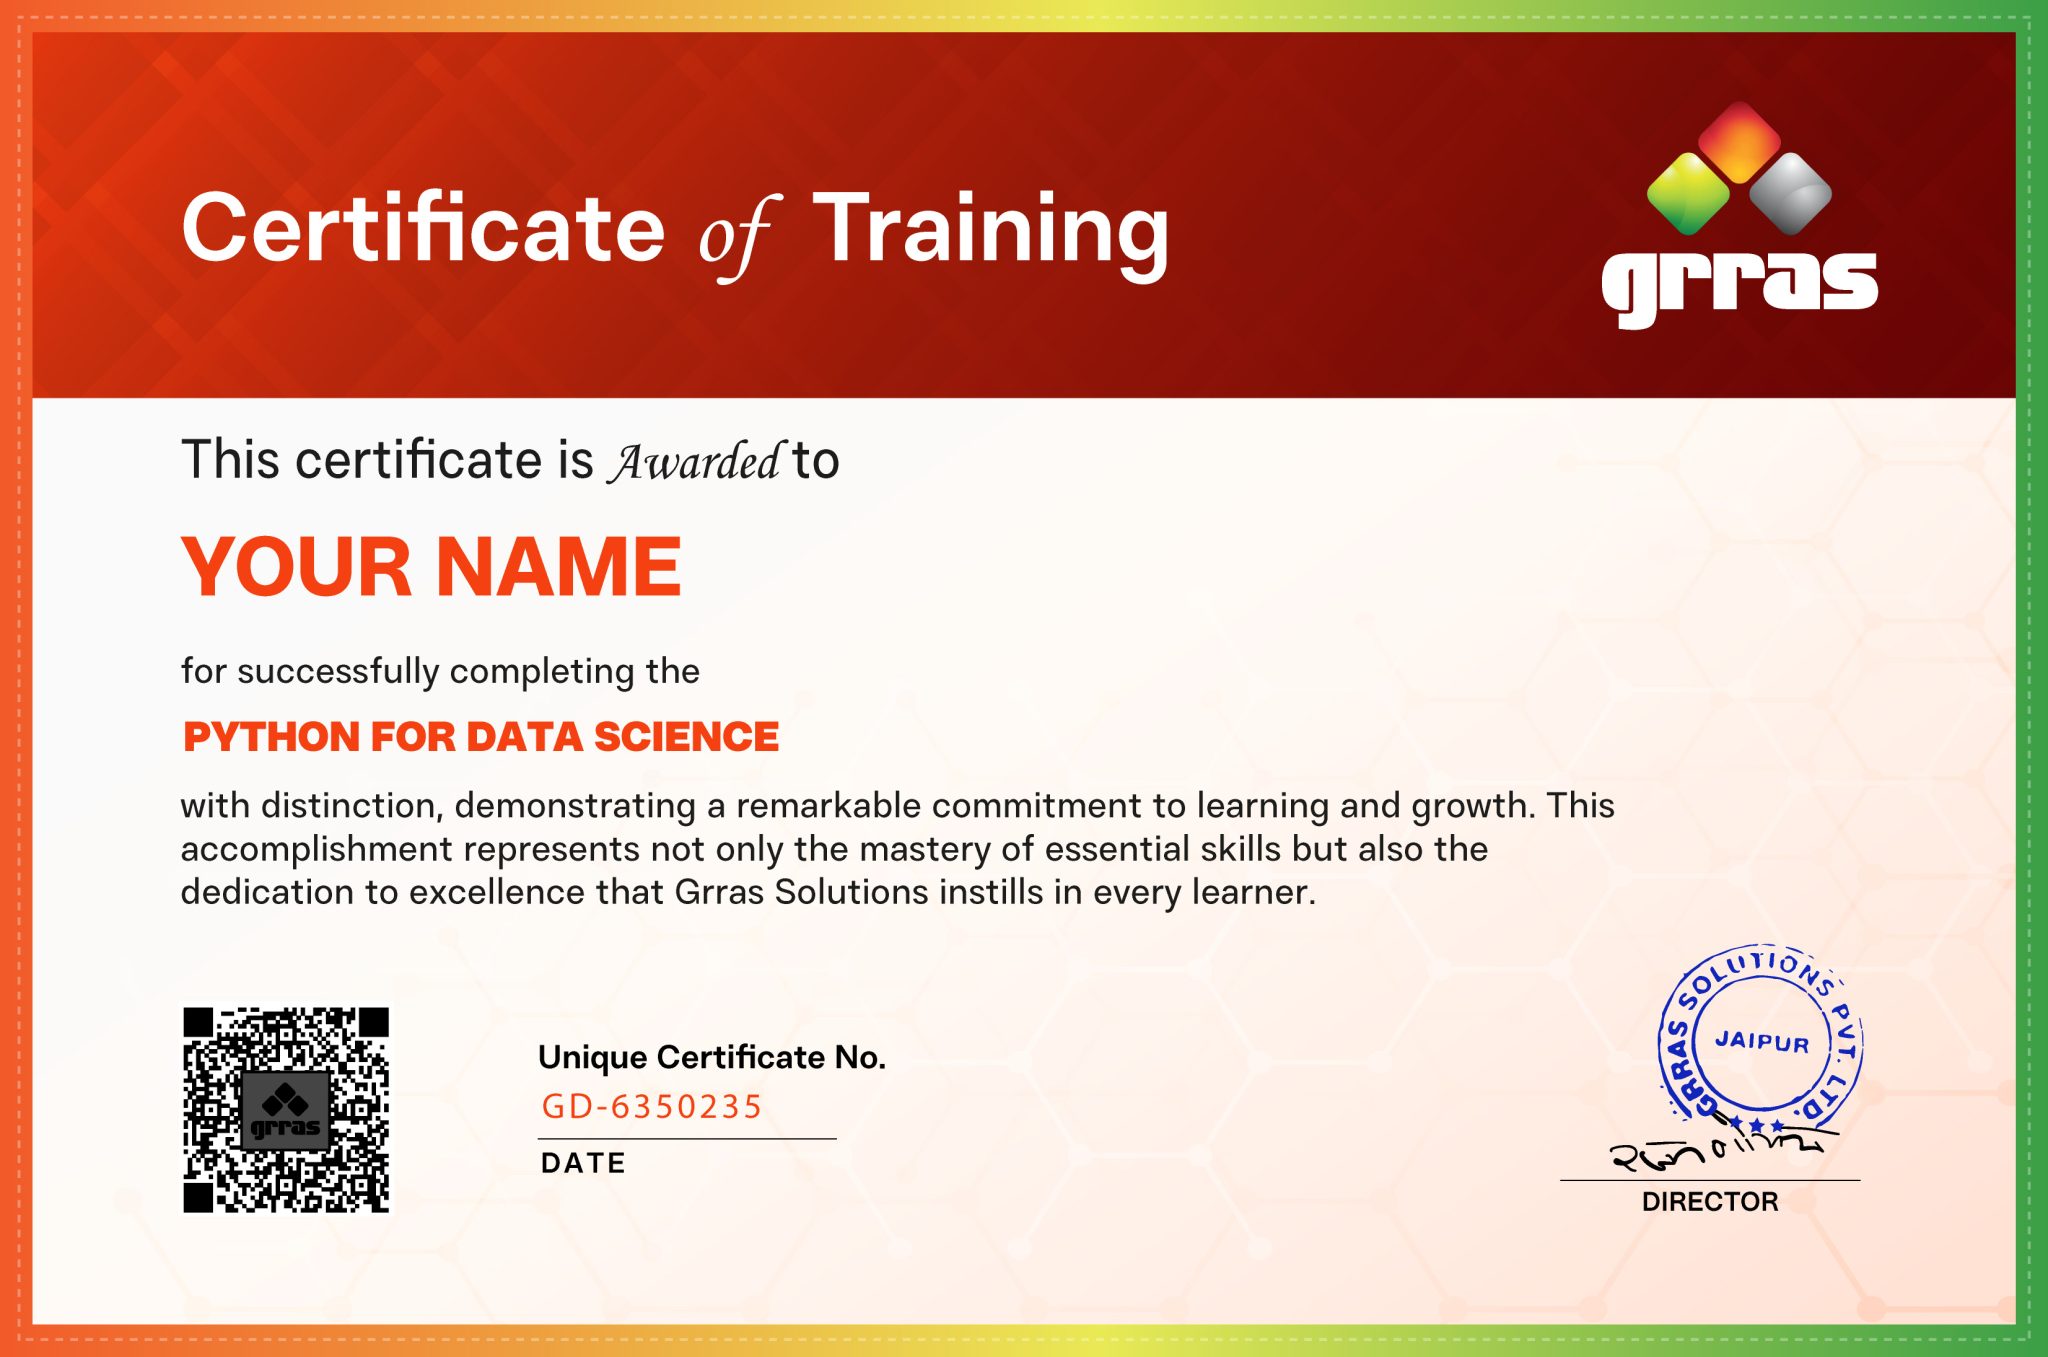 Certificate of Training
grras
This certificate is Awarded to
YOUR NAME
for successfully completing the
PYTHON FOR DATA SCIENCE
with distinction, demonstrating a remarkable commitment to learning and growth. This
accomplishment represents not only the mastery of essential skills but also the
dedication to excellence that Grras Solutions instills in every learner.
grras
Unique Certificate No.
GD-6350235
DATE
GRRAS SOLUTIONS PVT. LTD.
JAIPUR
DIRECTOR